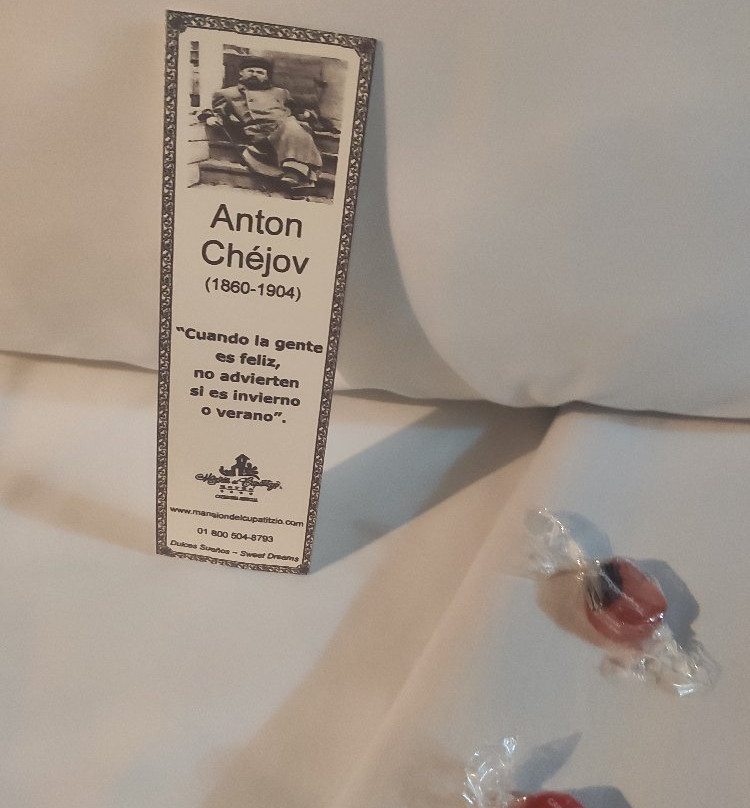 Anton
Chéjov
(1860-1904)
"Cuando la gente
es feliz,
no advierten
si es invierno
o verano".
www.mansiondelcupatitzio.com
01 800 504-8793
Dulces Sueños – Sweet Dreams